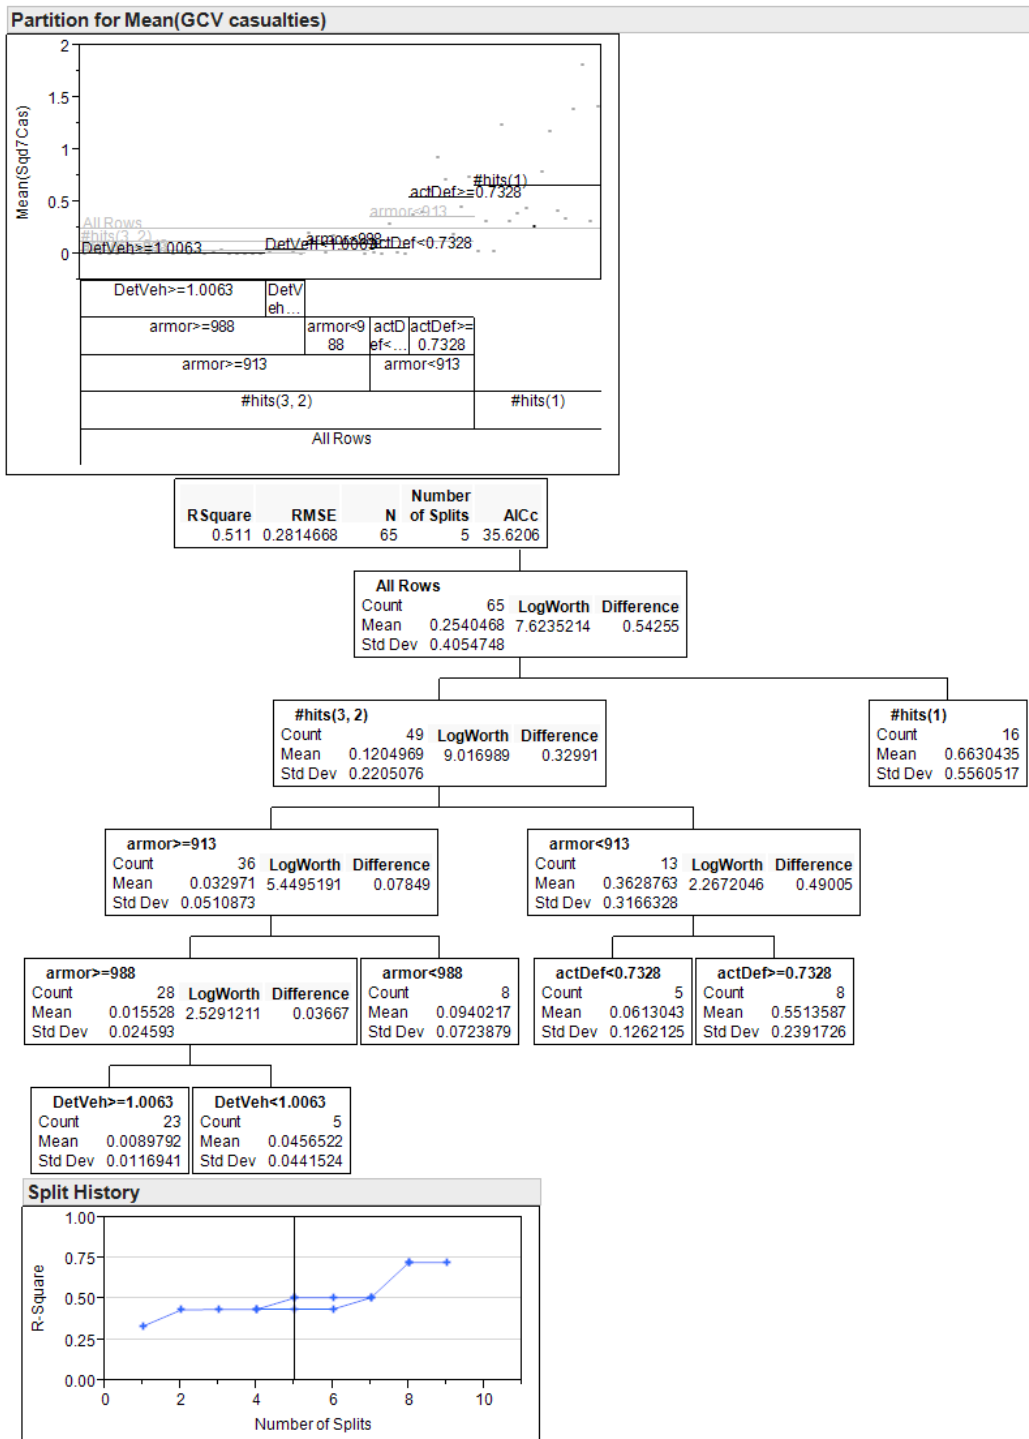 Partition for Mean(GCV casualties)
Mean(Sqd7Cas)
2
1.5
1
0.5
0
#hits(1)
actDef>=0.7328
armor<913
All Rows
#hits(3, 2)
armor<988
DetVeh>=1.0063
DetVeh<1.0063
actDef<0.7328
DetVeh>=1.0063
DetV
eh...
armor>=988
armor<9
88
actD
ef<...
actDef>=
0.7328
armor>=913
armor<913
#hits(3, 2)
#hits(1)
All Rows
RSquare RMSE N Number of Splits AICc
0.511 0.2814668 65 5 35.6206
All Rows
Count 65 LogWorth Difference
Mean 0.2540468 7.6235214 0.54255
Std Dev 0.4054748
#hits(3, 2)
Count 49 LogWorth Difference
Mean 0.1204969 9.016989 0.32991
Std Dev 0.2205076
#hits(1)
Count 16
Mean 0.6630435
Std Dev 0.5560517
armor>=913
Count 36 LogWorth Difference
Mean 0.032971 5.4495191 0.07849
Std Dev 0.0510873
armor<913
Count 13 LogWorth Difference
Mean 0.3628763 2.2672046 0.49005
Std Dev 0.3166328
armor>=988
Count 28 LogWorth Difference
Mean 0.015528 2.5291211 0.03667
Std Dev 0.024593
armor<988
Count 8
Mean 0.0940217
Std Dev 0.0723879
actDef<0.7328
Count 5
Mean 0.0613043
Std Dev 0.1262125
actDef>=0.7328
Count 8
Mean 0.5513587
Std Dev 0.2391726
DetVeh>=1.0063
Count 23
Mean 0.0089792
Std Dev 0.0116941
DetVeh<1.0063
Count 5
Mean 0.0456522
Std Dev 0.0441524
Split History
R-Square
1.00
0.75
0.50
0.25
0.00
0 2 4 6 8 10
Number of Splits